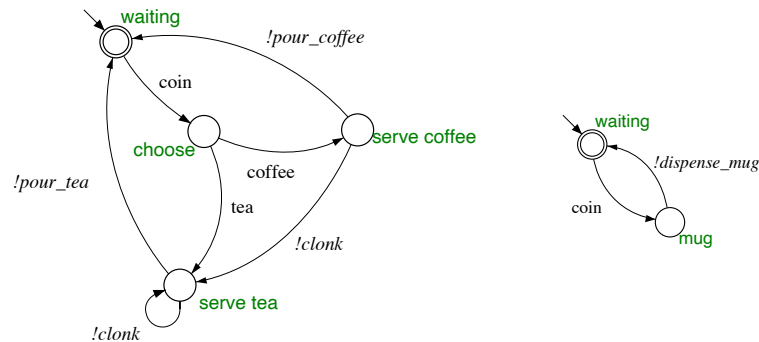 waiting
!pour_coffee
coin
choose
serve coffee
coffee
!pour_tea
tea
!clonk
serve tea
!clonk
waiting
!dispense_mug
coin
mug